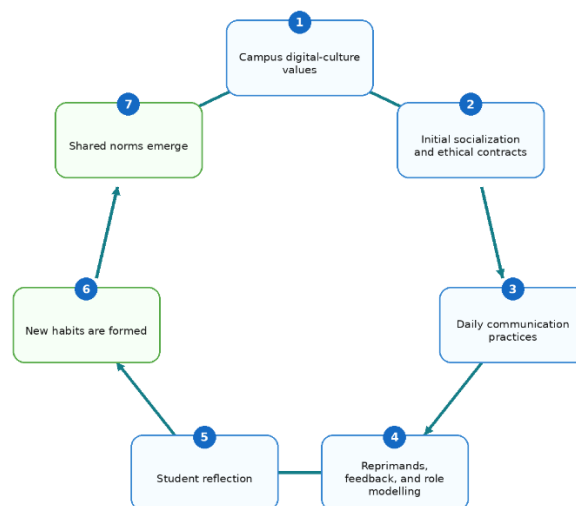 1
Campus digital-culture
values
2
Initial socialization
and ethical contracts
3
Daily communication
practices
4
Reprimands,
feedback, and role
modelling
5
Student reflection
6
New habits are formed
7
Shared norms emerge